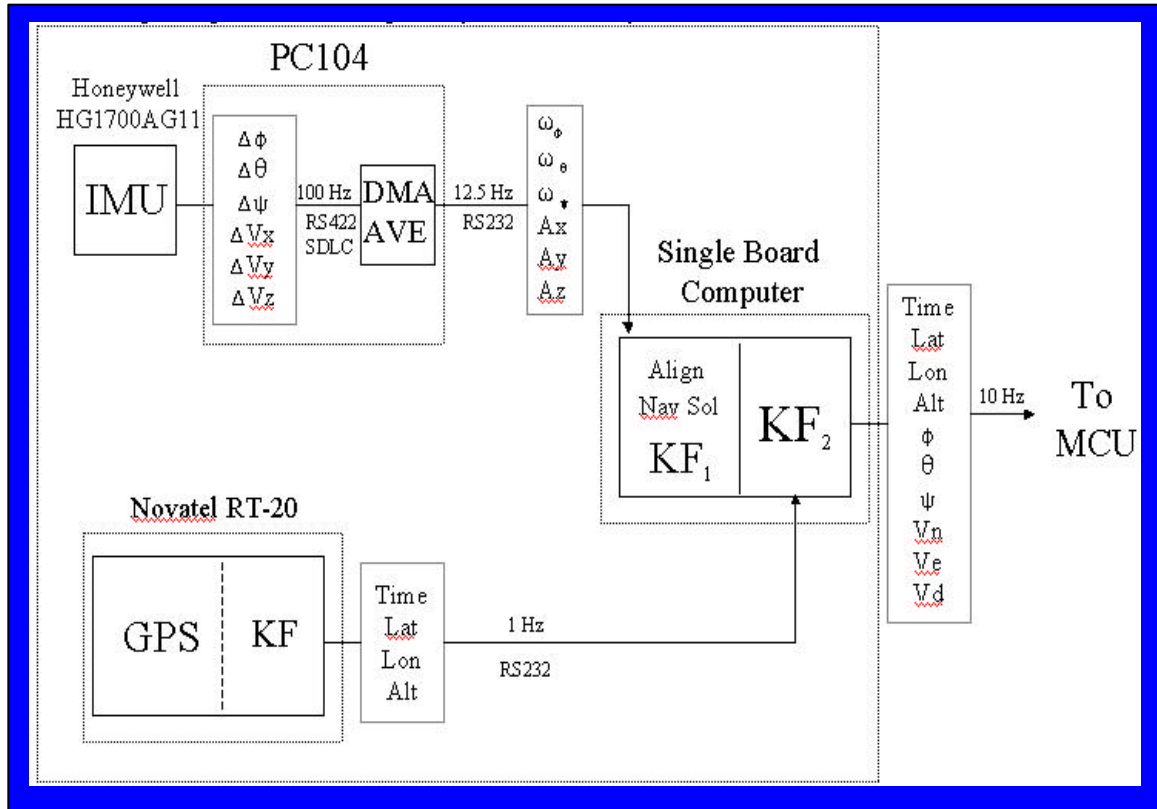 PC104
Honeywell
HG1700AG11
IMU
Δϕ
Δθ
Δψ
ΔVx
ΔVy
ΔVz
100 Hz
RS422
SDLC
DMA
AVE
12.5 Hz
RS232
ωϕ
ωθ
ωψ
Ax
Ay
Az
Single Board
Computer
Align
Nav Sol
KF1
KF2
Time
Lat
Lon
Alt
ϕ
θ
ψ
Vn
Ve
Vd
10 Hz
To
MCU
Novatel RT-20
GPS
KF
Time
Lat
Lon
Alt
1 Hz
RS232